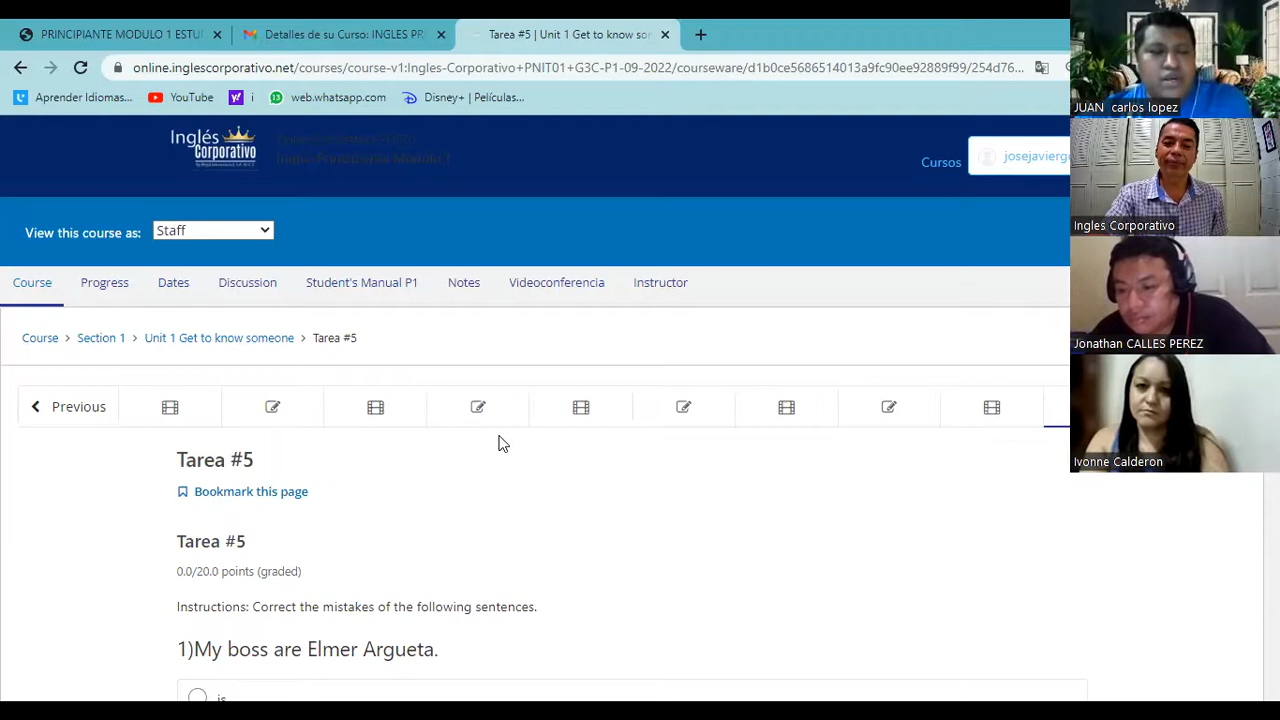 PRINCIPIANTE MODULO 1 ESTU
Detalles de su Curso: INGLES PR
Tarea #5 | Unit 1 Get to know so
online.inglescorporativo.net/courses/course-v1:Ingles-Corporativo+PNIT01+G3C-P1-09-2022/courseware/d1b0ce5686514013a9fc90ee92889f99/254d76...
Aprender Idiomas...
YouTube
i
web.whatsapp.com
Disney+ | Películas,...
Inglés
Corporativo
Cursos
josejavierg
View this course as:
Staff
Course
Progress
Dates
Discussion
Student's Manual P1
Notes
Videoconferencia
Instructor
Course > Section 1 > Unit 1 Get to know someone > Tarea #5
Previous
Tarea #5
Bookmark this page
Tarea #5
0.0/20.0 points (graded)
Instructions: Correct the mistakes of the following sentences.
1)My boss are Elmer Argueta.
is
JUAN carlos lopez
Ingles Corporativo
Jonathan CALLES PEREZ
Ivonne Calderon